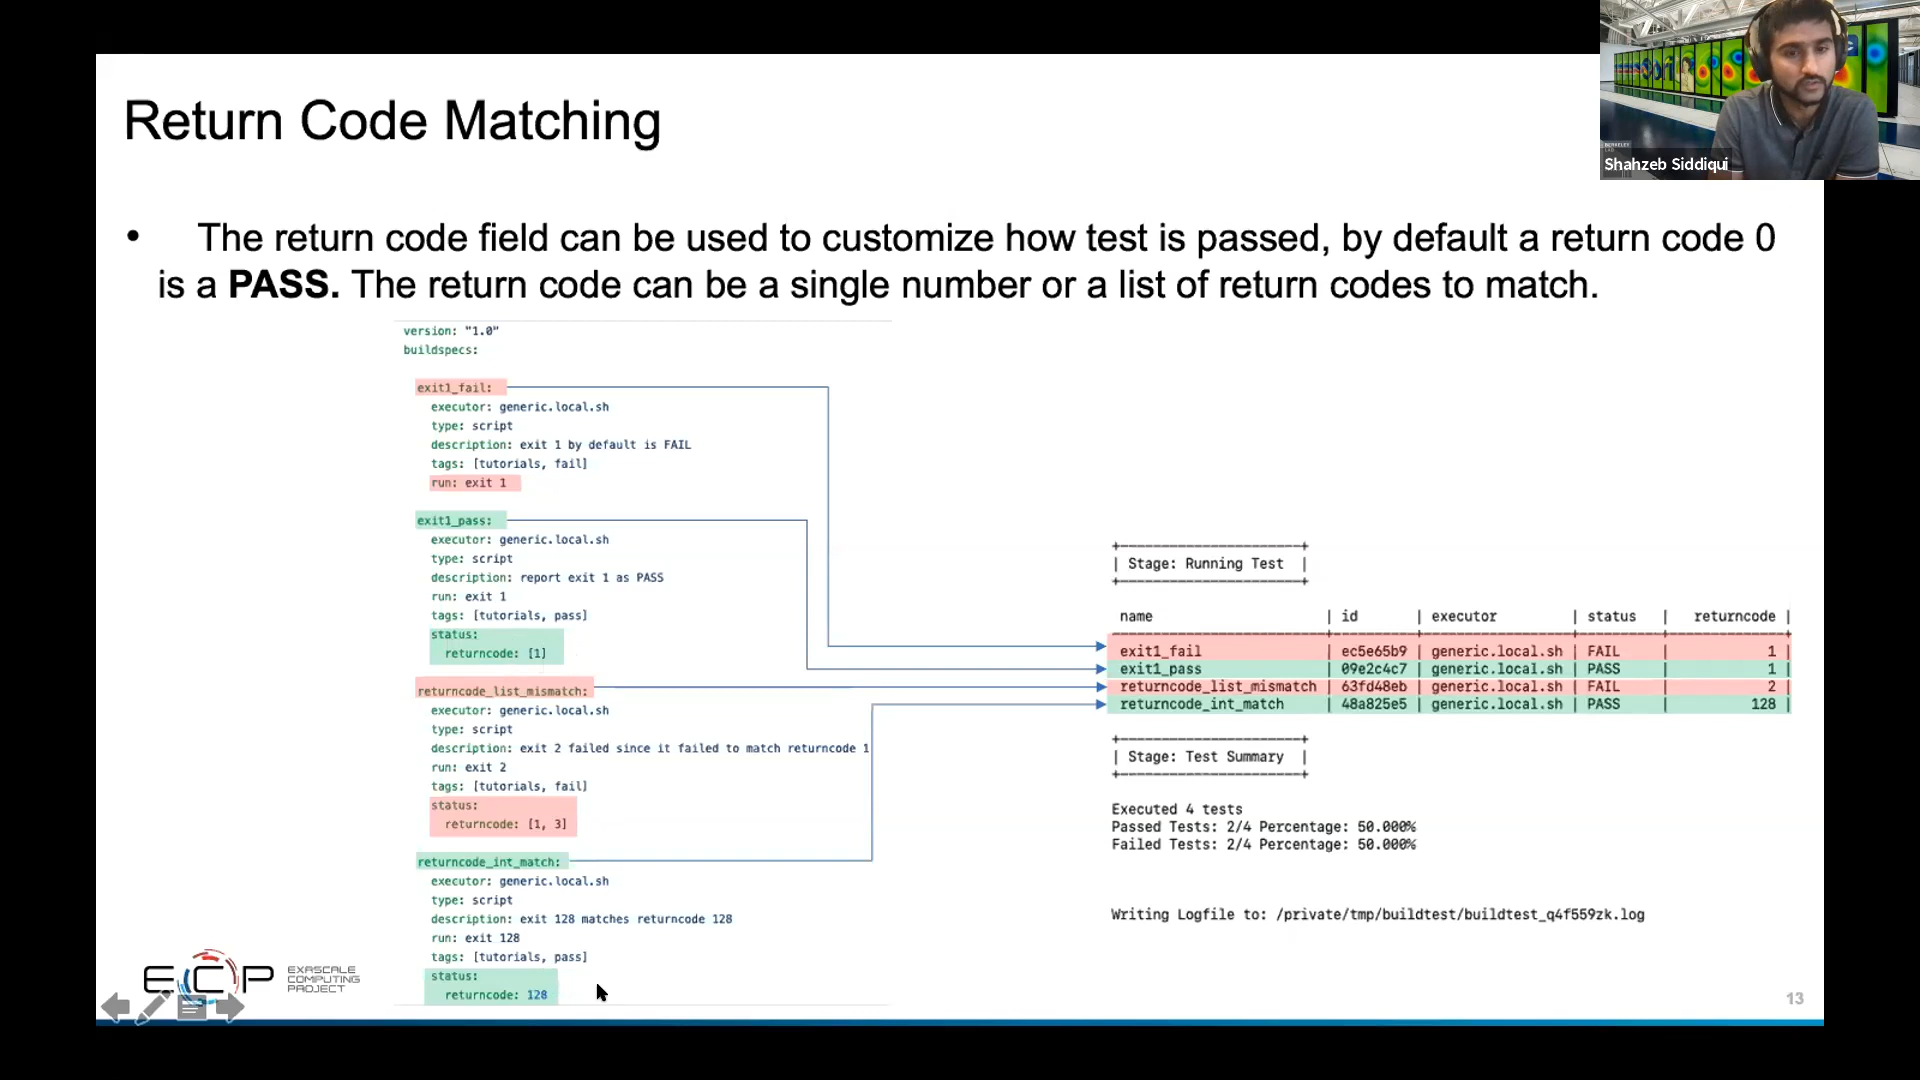 Return Code Matching
Shahzeb Siddiqui
• The return code field can be used to customize how test is passed, by default a return code 0
is a PASS. The return code can be a single number or a list of return codes to match.
version: "1.0"
buildspecs:
exit1_fail:
executor: generic.local.sh
type: script
description: exit 1 by default is FAIL
tags: [tutorials, fail]
run: exit 1
exit1_pass:
executor: generic.local.sh
type: script
description: report exit 1 as PASS
run: exit 1
tags: [tutorials, pass]
status:
returncode: [1]
returncode_list_mismatch:
executor: generic.local.sh
type: script
description: exit 2 failed since it failed to match returncode 1
run: exit 2
tags: [tutorials, fail]
status:
returncode: [1, 3]
returncode_int_match:
executor: generic.local.sh
type: script
description: exit 128 matches returncode 128
run: exit 128
tags: [tutorials, pass]
status:
returncode: 128
| Stage: Running Test |
name | id | executor | status | returncode |
exit1_fail | ec5e65b9 | generic.local.sh | FAIL | 1 |
exit1_pass | 09e2c4c7 | generic.local.sh | PASS | 1 |
returncode_list_mismatch | 63fd48eb | generic.local.sh | FAIL | 2 |
returncode_int_match | 48a825e5 | generic.local.sh | PASS | 128 |
| Stage: Test Summary |
Executed 4 tests
Passed Tests: 2/4 Percentage: 50.000%
Failed Tests: 2/4 Percentage: 50.000%
Writing Logfile to: /private/tmp/buildtest/buildtest_q4f559zk.log
ECP
EXASCALE
COMPUTING
PROJECT
13